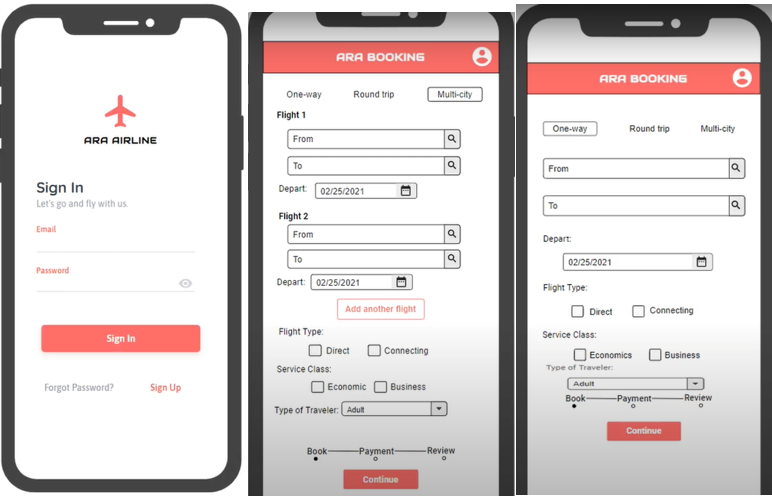 ARA AIRLINE
Sign In
Let's go and fly with us.
Email
Password
Sign In
Forgot Password? Sign Up
ARA BOOKING
One-way Round trip Multi-city
Flight 1
From
To
Depart: 02/25/2021
Flight 2
From
To
Depart: 02/25/2021
Add another flight
Flight Type:
Direct Connecting
Service Class:
Economic Business
Type of Traveler: Adult
Book Payment Review
Continue
ARA BOOKING
One-way Round trip Multi-city
From
To
Depart:
02/25/2021
Flight Type:
Direct Connecting
Service Class:
Economics Business
Type of Traveler:
Adult
Book Payment Review
Continue